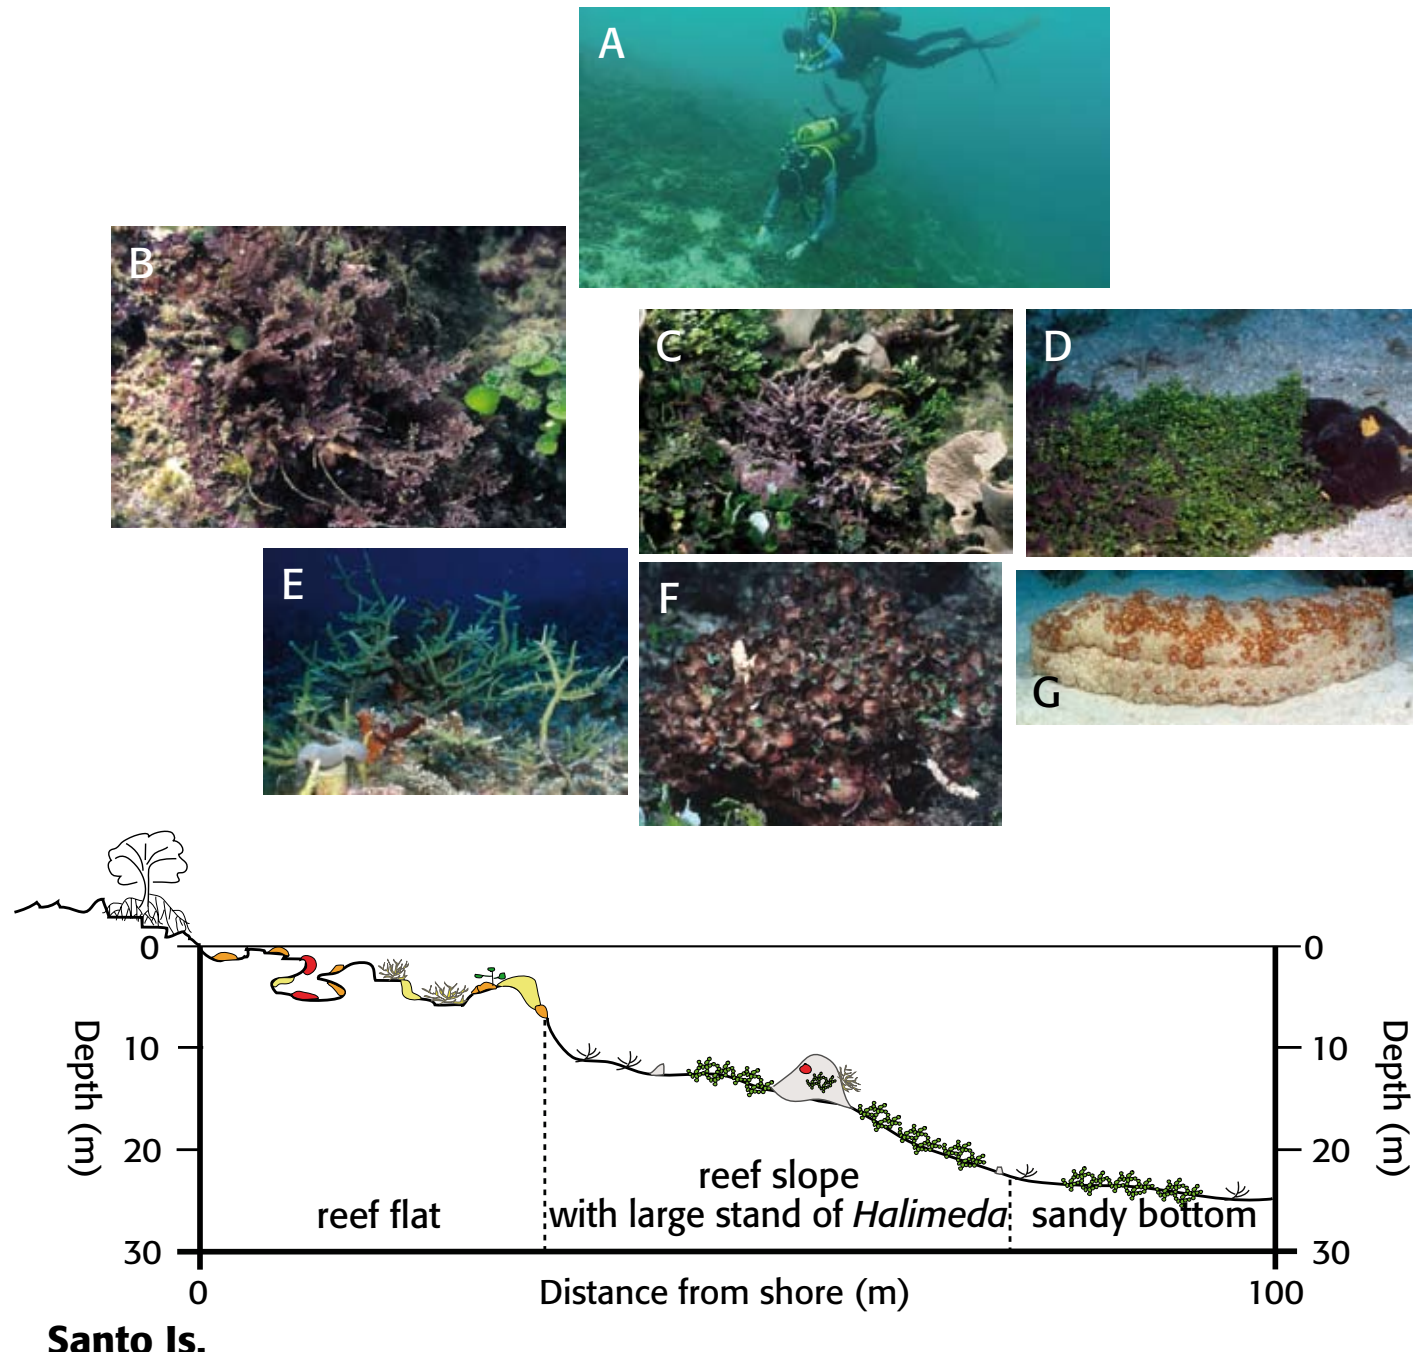 A
B
C
D
E
F
G
0
0
10
10
20
20
30
30
Depth (m)
Depth (m)
reef flat
reef slope
with large stand of Halimeda
sandy bottom
0
Distance from shore (m)
100
Santo Is.